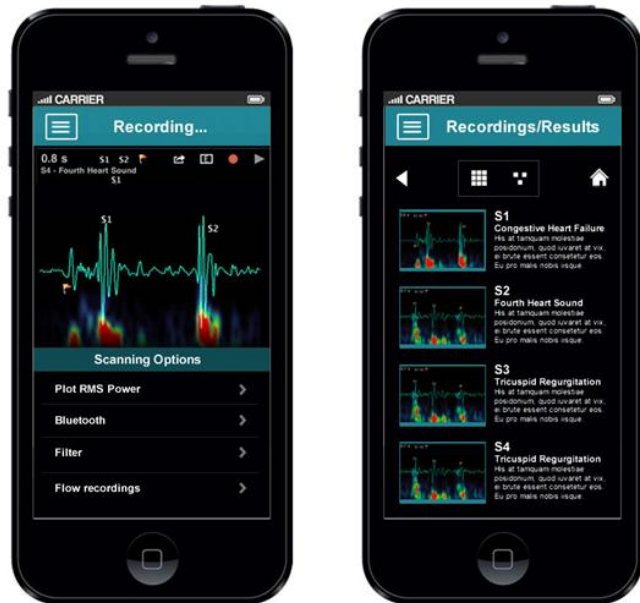 CARRIER
Recording...
0.8 s S1 S2
S4 - Fourth Heart Sound
S1
S1
S2
Scanning Options
Plot RMS Power
Bluetooth
Filter
Flow recordings
CARRIER
Recordings/Results
S1
Congestive Heart Failure
His at tamquam molestiae
posidonium, quod iuvaret at vix,
ei brute essent consetetur eos.
Eu pro malis nobis iisque.
S2
Fourth Heart Sound
His at tamquam molestiae
posidonium, quod iuvaret at vix,
ei brute essent consetetur eos.
Eu pro malis nobis iisque.
S3
Tricuspid Regurgitation
His at tamquam molestiae
posidonium, quod iuvaret at vix,
ei brute essent consetetur eos.
Eu pro malis nobis iisque.
S4
Tricuspid Regurgitation
His at tamquam molestiae
posidonium, quod iuvaret at vix,
ei brute essent consetetur eos.
Eu pro malis nobis iisque.